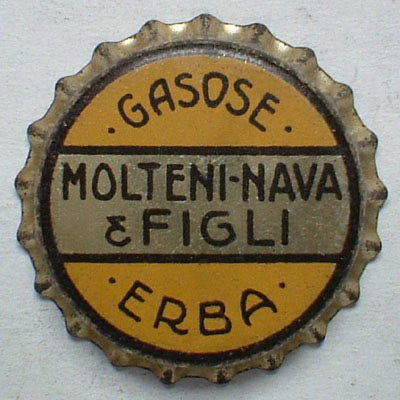 ·GASOSE·
MOLTENI-NAVA
& FIGLI
·ERBA·